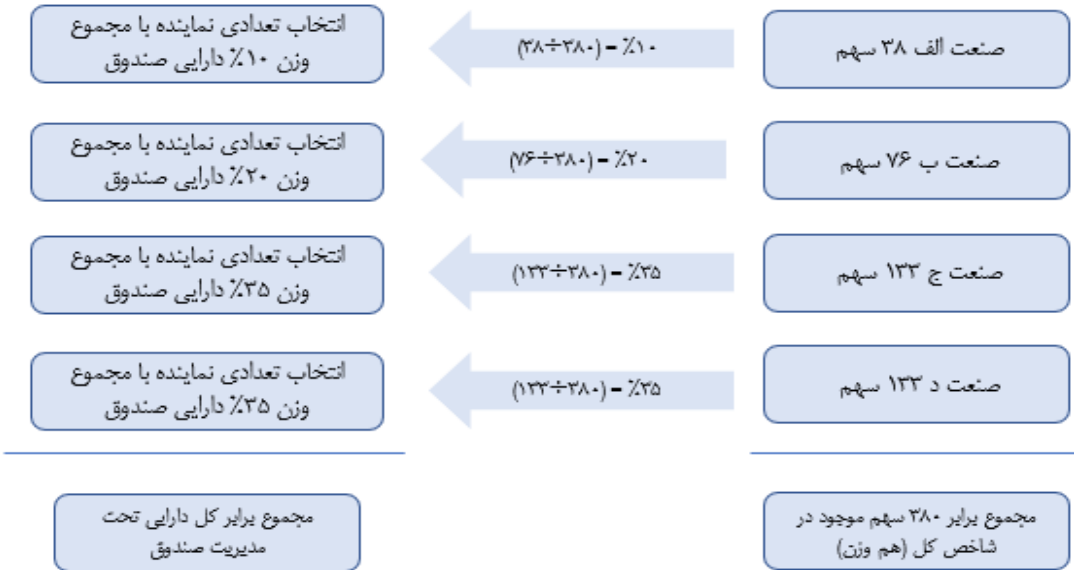 صنعت الف ۳۸ سهم
(۳۸÷۳۸۰) = ٪۱۰
انتخاب تعدادی نماینده با مجموع
وزن ۱۰٪ دارایی صندوق
صنعت ب ۷۶ سهم
(۷۶÷۳۸۰) = ٪۲۰
انتخاب تعدادی نماینده با مجموع
وزن ۲۰٪ دارایی صندوق
صنعت ج ۱۳۳ سهم
(۱۳۳÷۳۸۰) = ٪۳۵
انتخاب تعدادی نماینده با مجموع
وزن ۳۵٪ دارایی صندوق
صنعت د ۱۳۳ سهم
(۱۳۳÷۳۸۰) = ٪۳۵
انتخاب تعدادی نماینده با مجموع
وزن ۳۵٪ دارایی صندوق
مجموع برابر ۳۸۰ سهم موجود در
شاخص کل (هم وزن)
مجموع برابر کل دارایی تحت
مدیریت صندوق